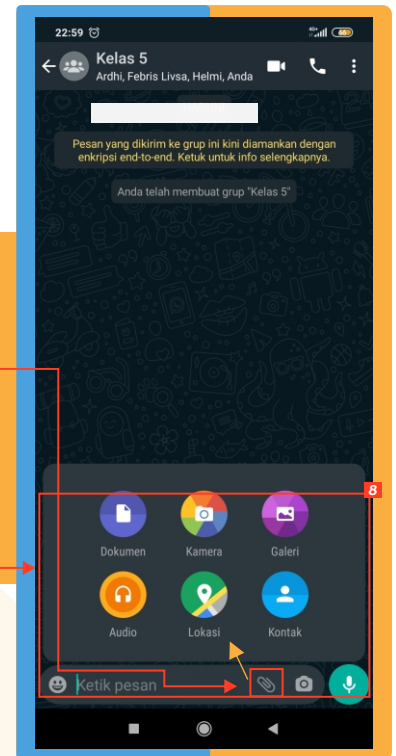 22:59
66
Kelas 5
Ardhi, Febris Livsa, Helmi, Anda
Pesan yang dikirim ke grup ini kini diamankan dengan
enkripsi end-to-end. Ketuk untuk info selengkapnya.
Anda telah membuat grup "Kelas 5"
8
Dokumen Kamera Galeri
Audio Lokasi Kontak
Ketik pesan